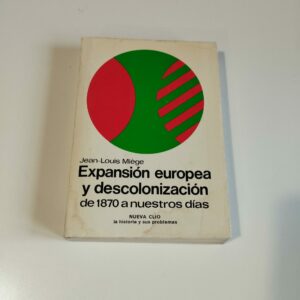 Jean-Louis Miège
Expansión europea
y descolonización
de 1870 a nuestros días
NUEVA CLIO
la historia y sus problemas